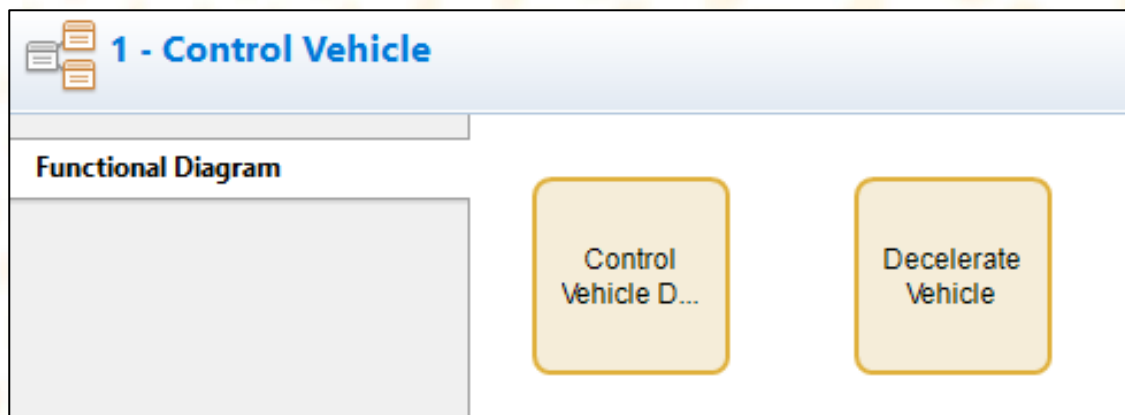 1 - Control Vehicle
Functional Diagram
Control
Vehicle D...
Decelerate
Vehicle